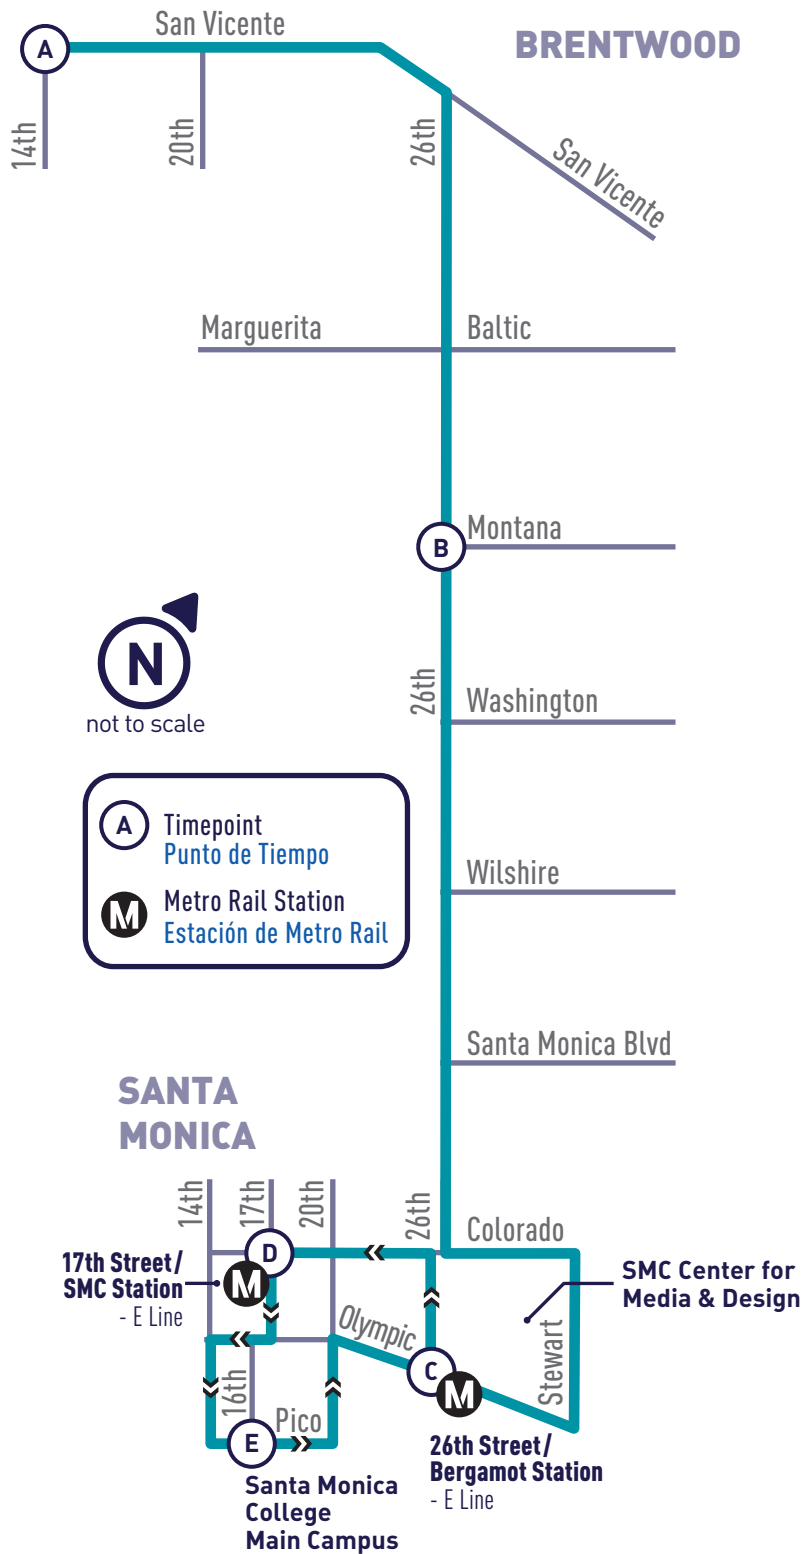 San Vicente
BRENTWOOD
A
14th
20th
26th
San Vicente
Marguerita
Baltic
Montana
B
N
not to scale
26th
Washington
A
Timepoint
Punto de Tiempo
M
Metro Rail Station
Estación de Metro Rail
Wilshire
Santa Monica Blvd
SANTA
MONICA
14th
17th
20th
26th
Colorado
D
17th Street/
SMC Station
- E Line
M
SMC Center for
Media & Design
Olympic
Stewart
C
M
16th
Pico
E
26th Street/
Bergamot Station
- E Line
Santa Monica
College
Main Campus